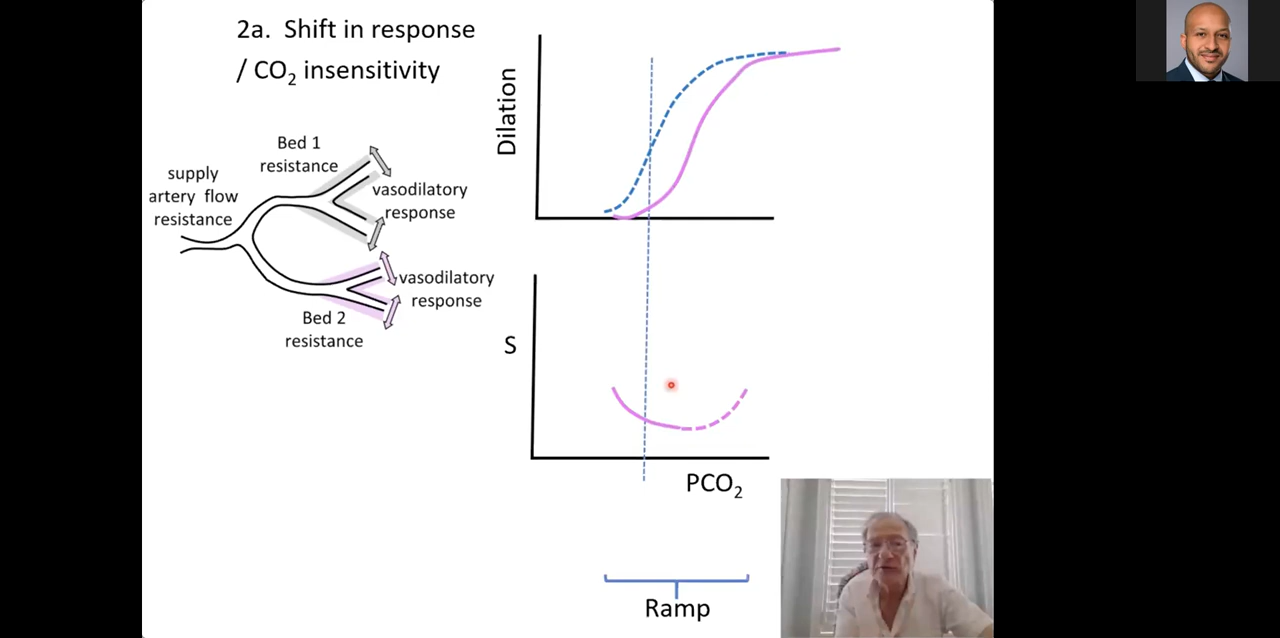 2a. Shift in response
/ CO₂ insensitivity
Bed 1
resistance
supply
artery flow
resistance
vasodilatory
response
vasodilatory
response
Bed 2
resistance
Dilation
S
PCO₂
Ramp